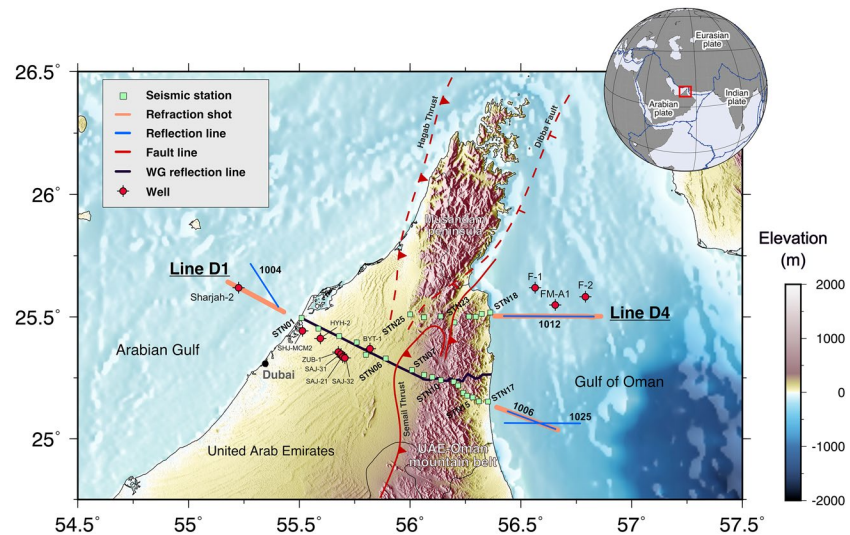 Eurasian
plate
Arabian
plate
Indian
plate
26.5°
26°
25.5°
25°
Seismic station
Refraction shot
Reflection line
Fault line
WG reflection line
Well
Hagab Thrust
Dibba Fault
Musandam
peninsula
Line D1
1004
Sharjah-2
STN01
HYH-2
SHJ-MCM2
BYT-1
ZUB-1
SAJ-31
SAJ-21
SAJ-32
STN06
STN25
STN23
STN18
F-1
FM-A1
F-2
Line D4
1012
Arabian Gulf
Dubai
Semail Thrust
STN17
1006
1025
Gulf of Oman
United Arab Emirates
UAE-Oman
mountain belt
54.5°
55°
55.5°
56°
56.5°
57°
57.5°
Elevation
(m)
2000
1000
0
-1000
-2000